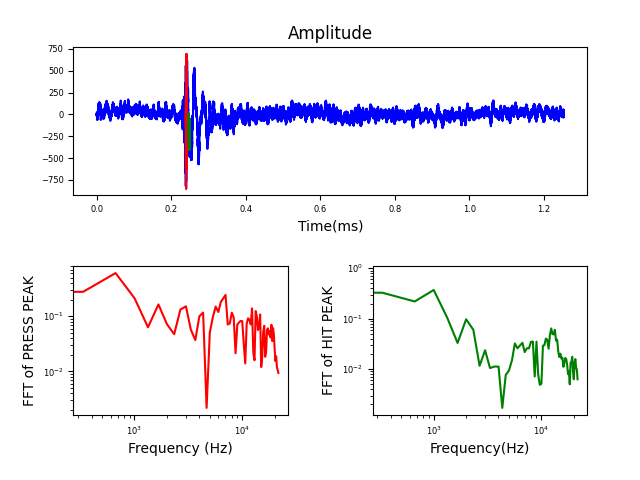 Amplitude
750
500
250
0
−250
−500
−750
0.0 0.2 0.4 0.6 0.8 1.0 1.2
Time(ms)
FFT of PRESS PEAK
10⁻¹
10⁻²
10³ 10⁴
Frequency (Hz)
FFT of HIT PEAK
10⁰
10⁻¹
10⁻²
10³ 10⁴
Frequency(Hz)